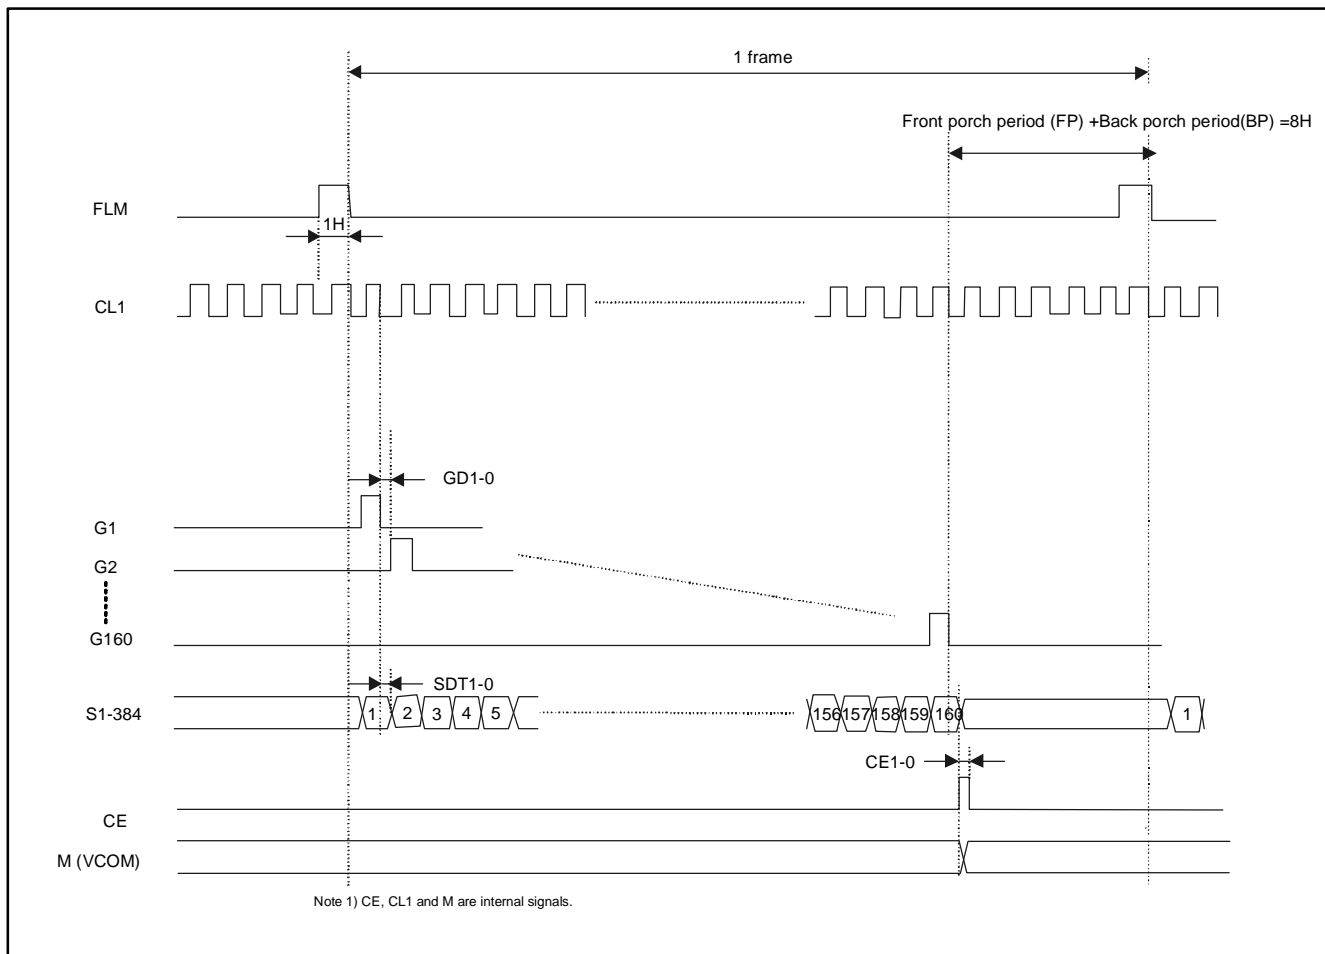 1 frame
Front porch period (FP) +Back porch period(BP) =8H
FLM
1H
CL1
GD1-0
G1
G2
G160
SDT1-0
S1-384
1 2 3 4 5 156 157 158 159 160 1
CE1-0
CE
M (VCOM)
Note 1) CE, CL1 and M are internal signals.